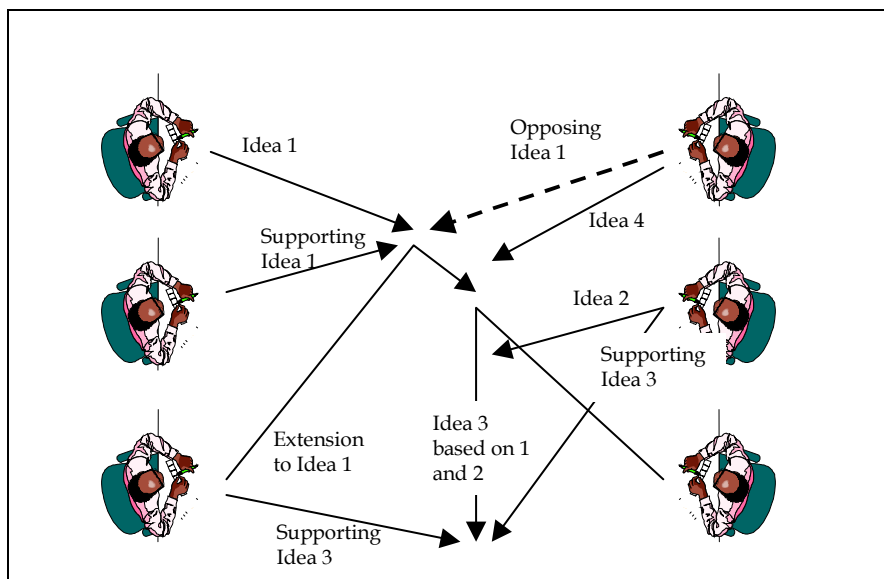 Idea 1
Opposing
Idea 1
Idea 4
Supporting
Idea 1
Idea 2
Supporting
Idea 3
Idea 3
based on 1
and 2
Extension
to Idea 1
Supporting
Idea 3